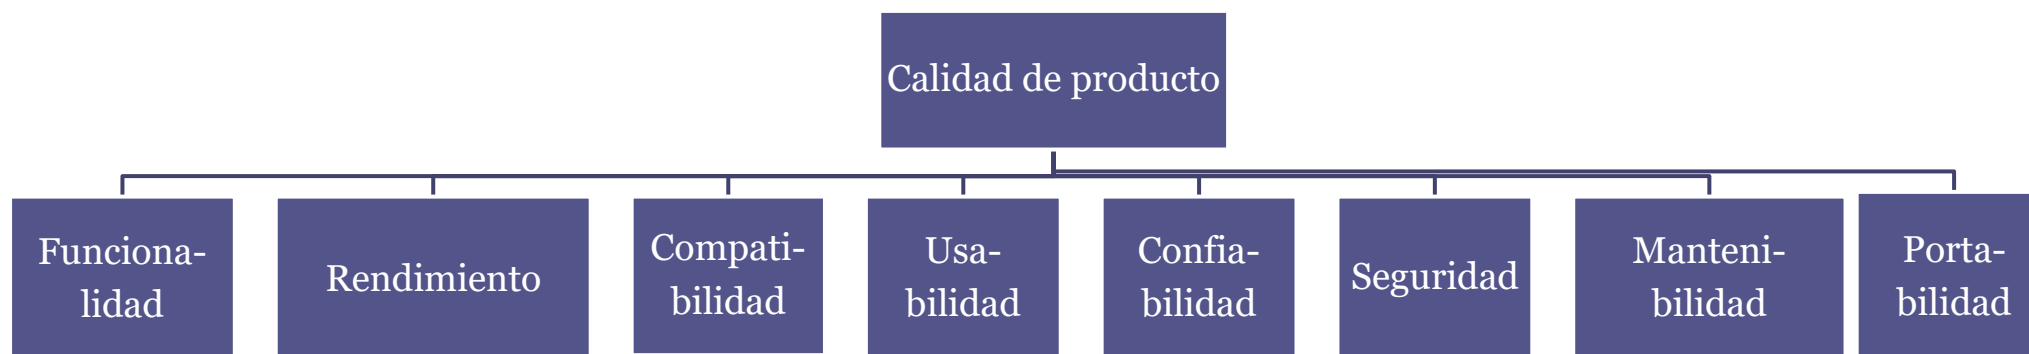 Calidad de producto
Funciona-
lidad
Rendimiento
Compati-
bilidad
Usa-
bilidad
Confia-
bilidad
Seguridad
Manteni-
bilidad
Porta-
bilidad